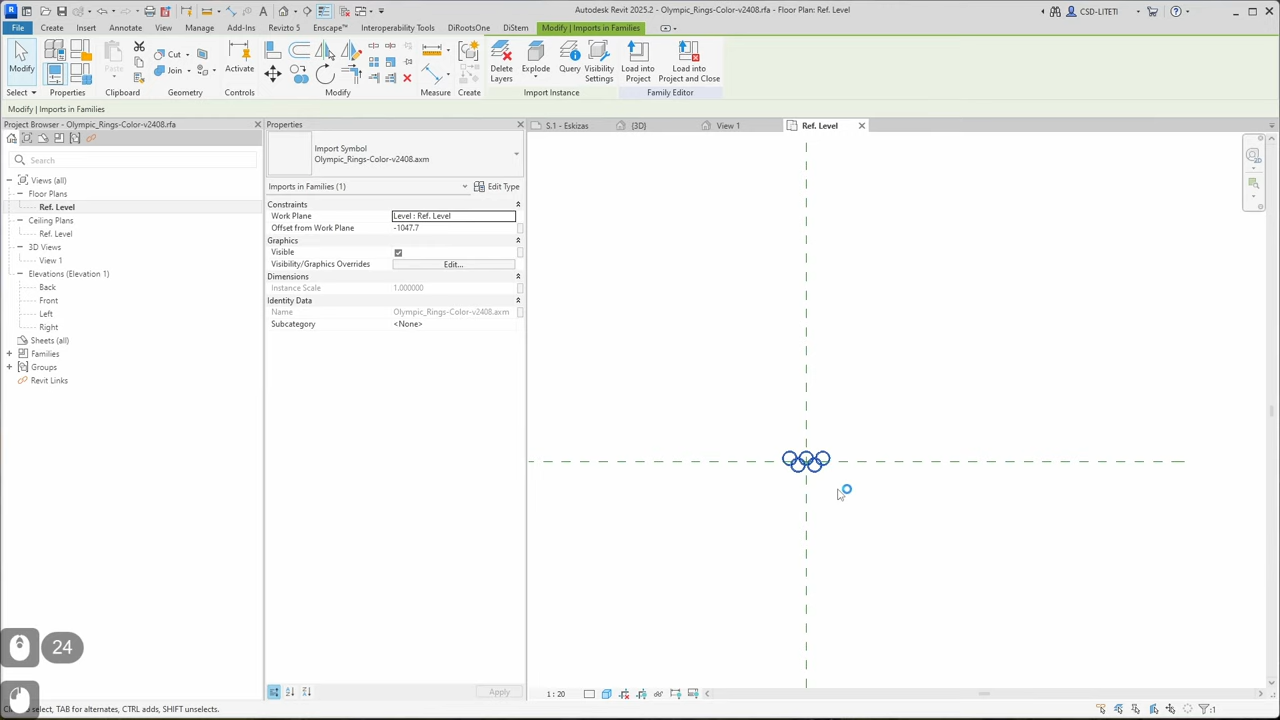 Autodesk Revit 2025.2 - Olympic_Rings-Color-v2408.rfa - Floor Plan: Ref. Level
CSD-LITETI
File Create Insert Annotate View Manage Add-Ins Revizto 5 Enscape™ Interoperability Tools DiRootsOne DiStem Modify | Imports in Families
Modify
Paste
Cut
Join
Activate
Delete Layers
Explode
Query
Visibility Settings
Load into Project
Load into Project and Close
Select Properties Clipboard Geometry Controls Modify Measure Create Import Instance Family Editor
Modify | Imports in Families
Project Browser - Olympic_Rings-Color-v2408.rfa
Search
Views (all)
Floor Plans
Ref. Level
Ceiling Plans
Ref. Level
3D Views
View 1
Elevations (Elevation 1)
Back
Front
Left
Right
Sheets (all)
Families
Groups
Revit Links
Properties
Import Symbol
Olympic_Rings-Color-v2408.axm
Imports in Families (1)
Edit Type
Constraints
Work Plane Level : Ref. Level
Offset from Work Plane -1047.7
Graphics
Visible
Visibility/Graphics Overrides Edit...
Dimensions
Instance Scale 1.000000
Identity Data
Name Olympic_Rings-Color-v2408.axm
Subcategory <None>
Apply
S.1 - Eskizas
{3D}
View 1
Ref. Level
24
1 : 20
select, TAB for alternates, CTRL adds, SHIFT unselects.
:1